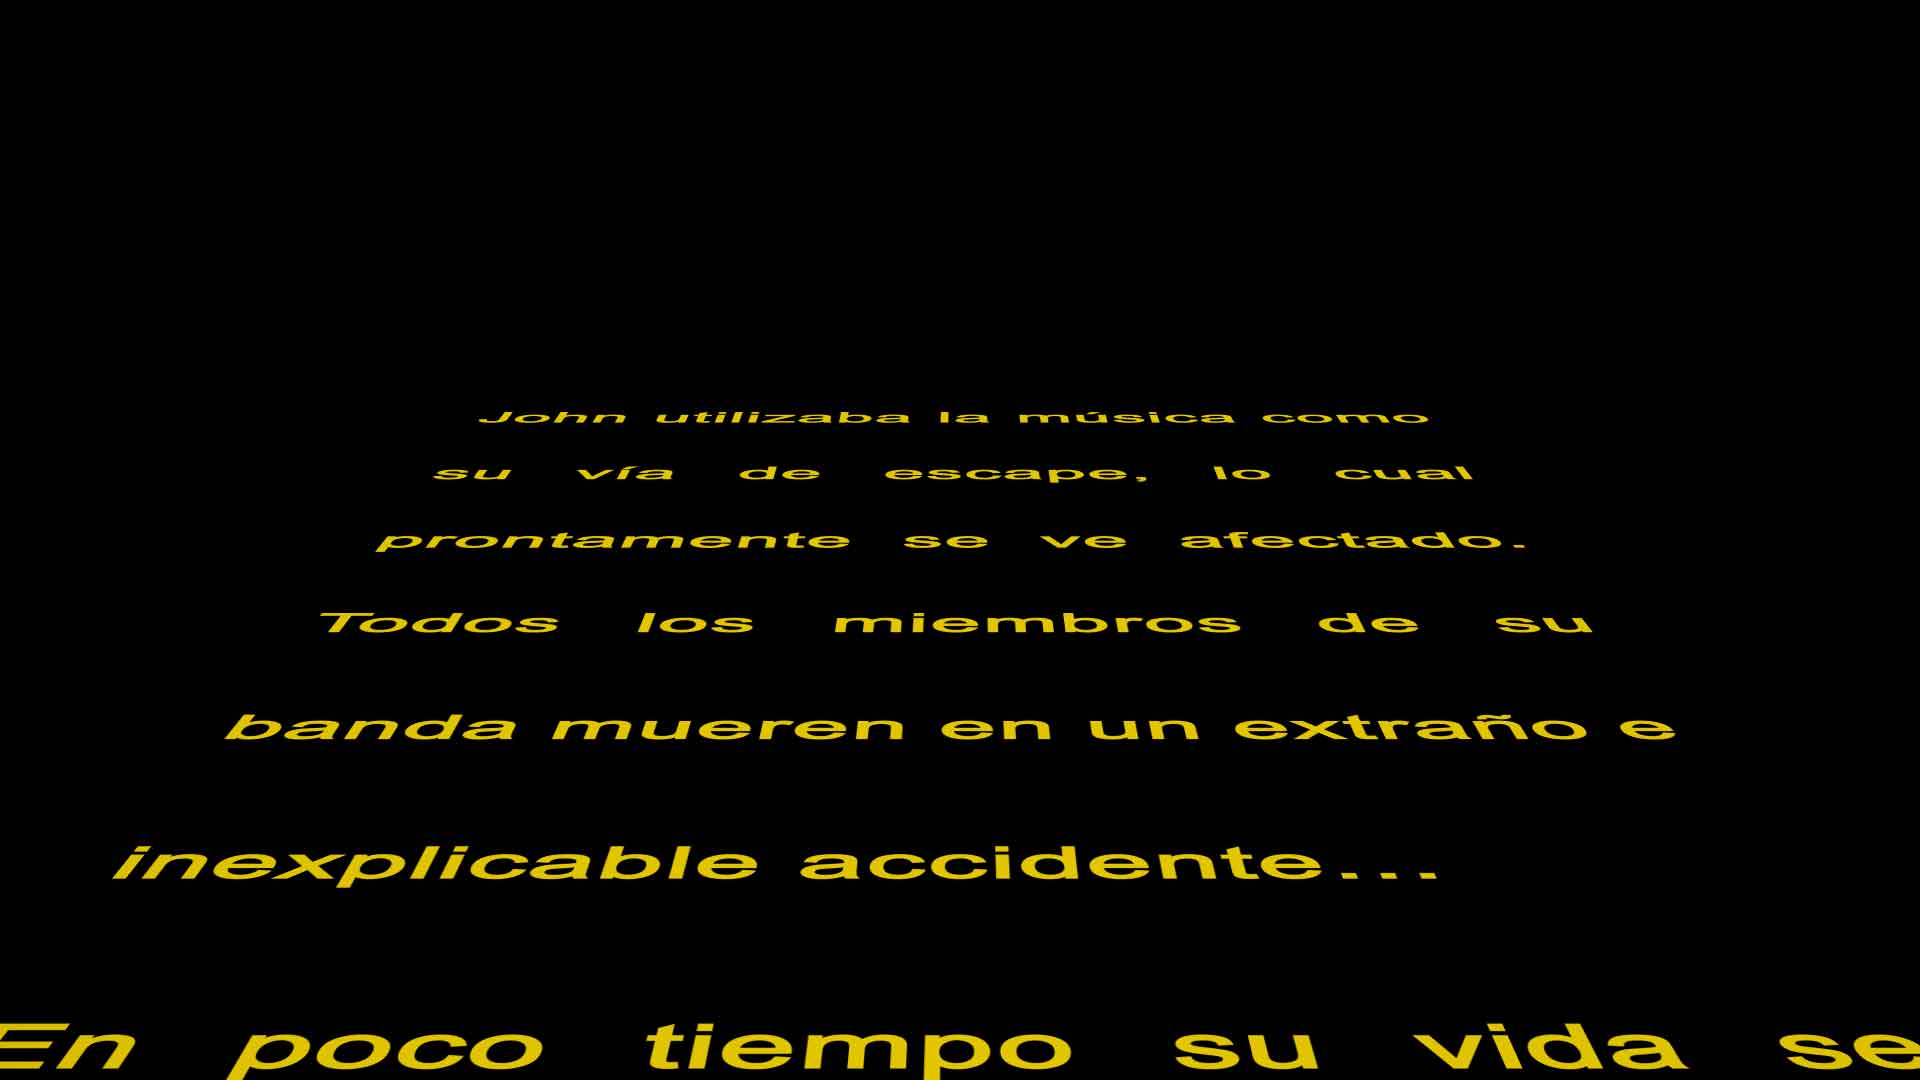 John utilizaba la música como
su vía de escape, lo cual
prontamente se ve afectado.
Todos los miembros de su
banda mueren en un extraño e
inexplicable accidente...
En poco tiempo su vida se